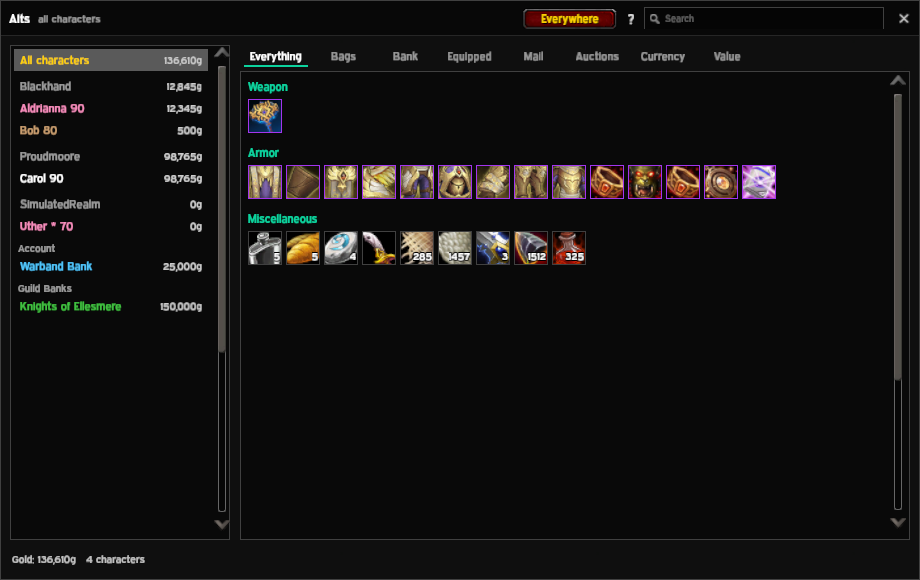 Alts all characters
Everywhere
?
Search
All characters 136,610g
Blackhand 12,845g
Aldrianna 90 12,345g
Bob 80 500g
Proudmoore 98,765g
Carol 90 98,765g
SimulatedRealm 0g
Uther * 70 0g
Account
Warband Bank 25,000g
Guild Banks
Knights of Ellesmere 150,000g
Everything Bags Bank Equipped Mail Auctions Currency Value
Weapon
Armor
Miscellaneous
5 5 4 285 1457 3 1512 325
Gold: 136,610g 4 characters